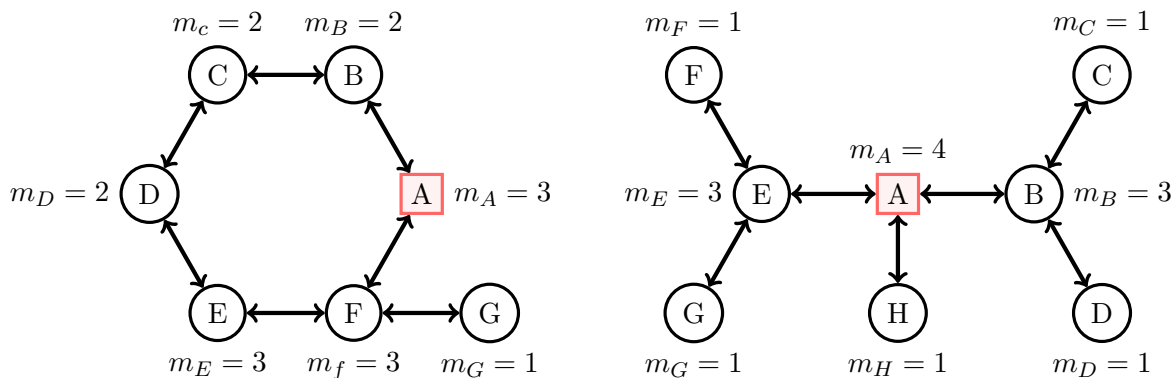 m_c = 2
m_B = 2
C
B
m_D = 2
D
A
m_A = 3
E
F
G
m_E = 3
m_f = 3
m_G = 1
m_F = 1
m_C = 1
F
C
m_A = 4
m_E = 3
E
A
B
m_B = 3
G
H
D
m_G = 1
m_H = 1
m_D = 1